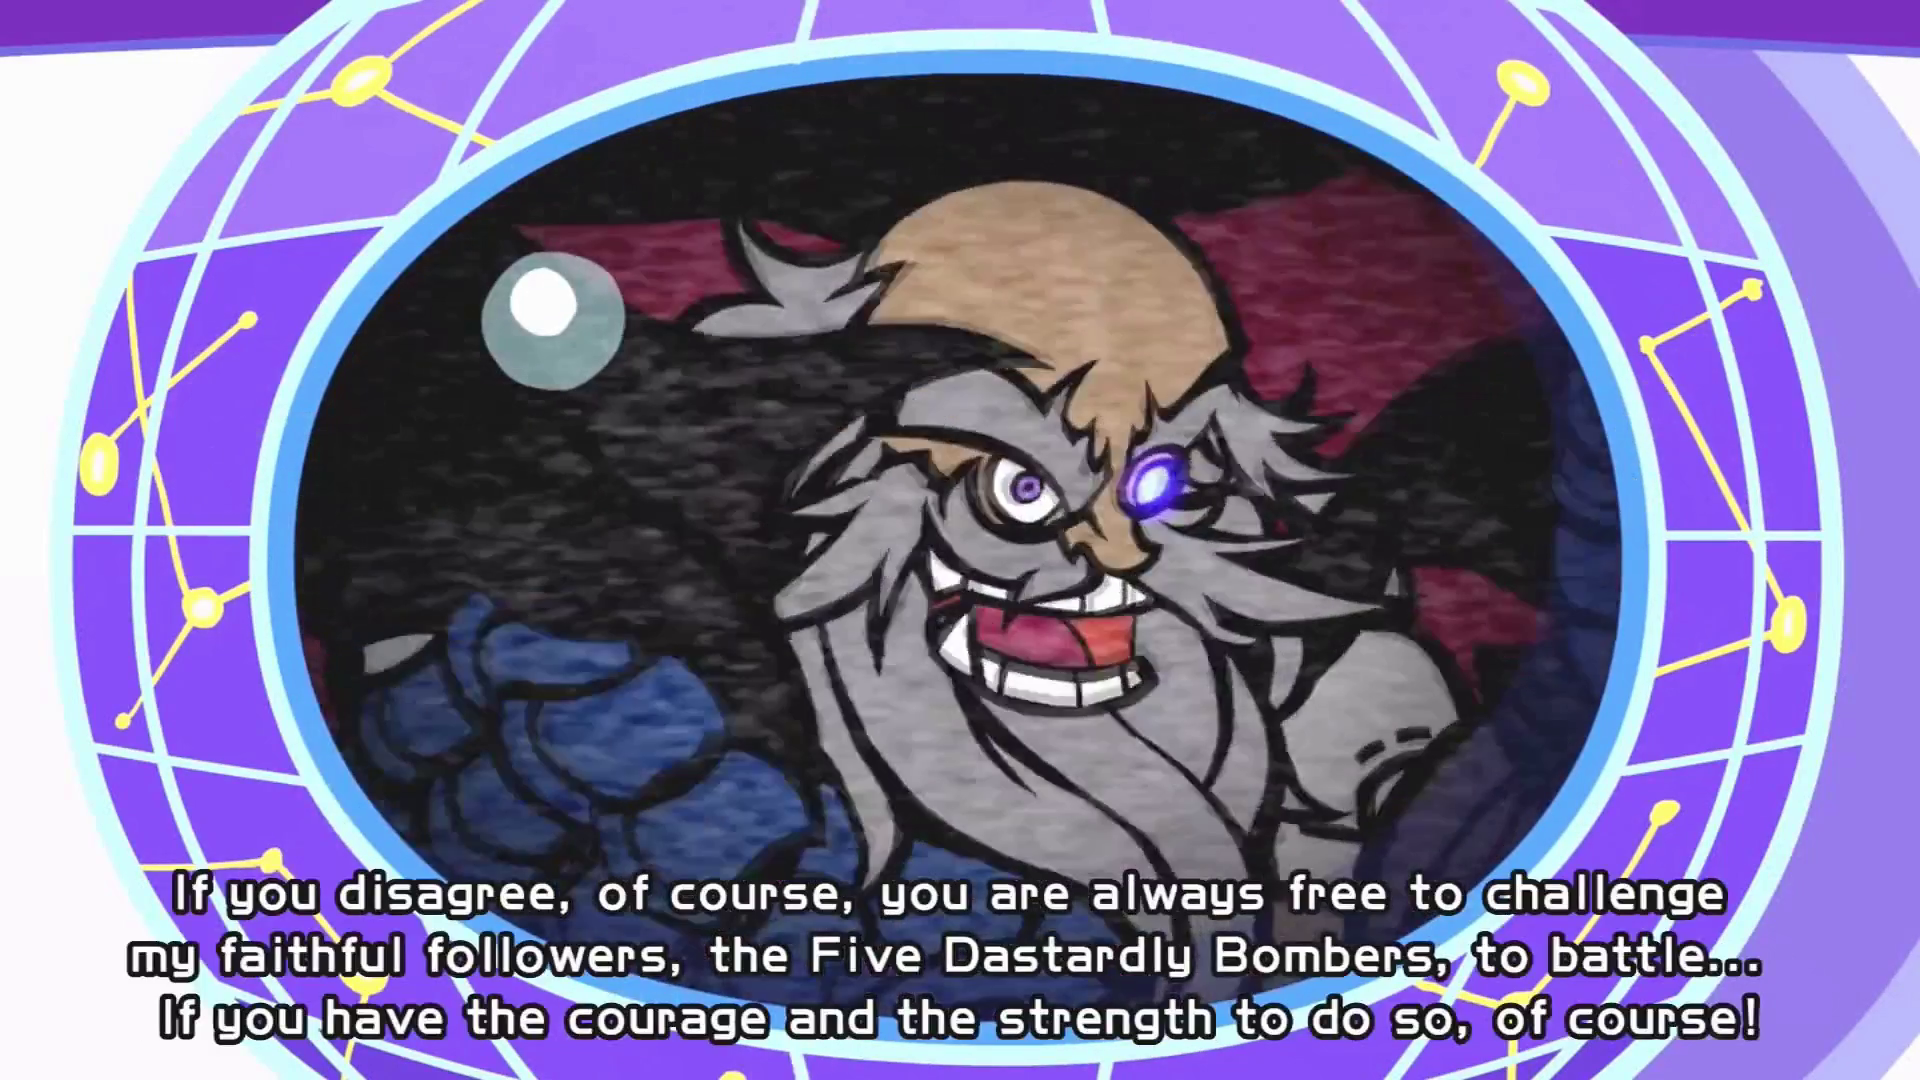 If you disagree, of course, you are always free to challenge
my faithful followers, the Five Dastardly Bombers, to battle...
If you have the courage and the strength to do so, of course!